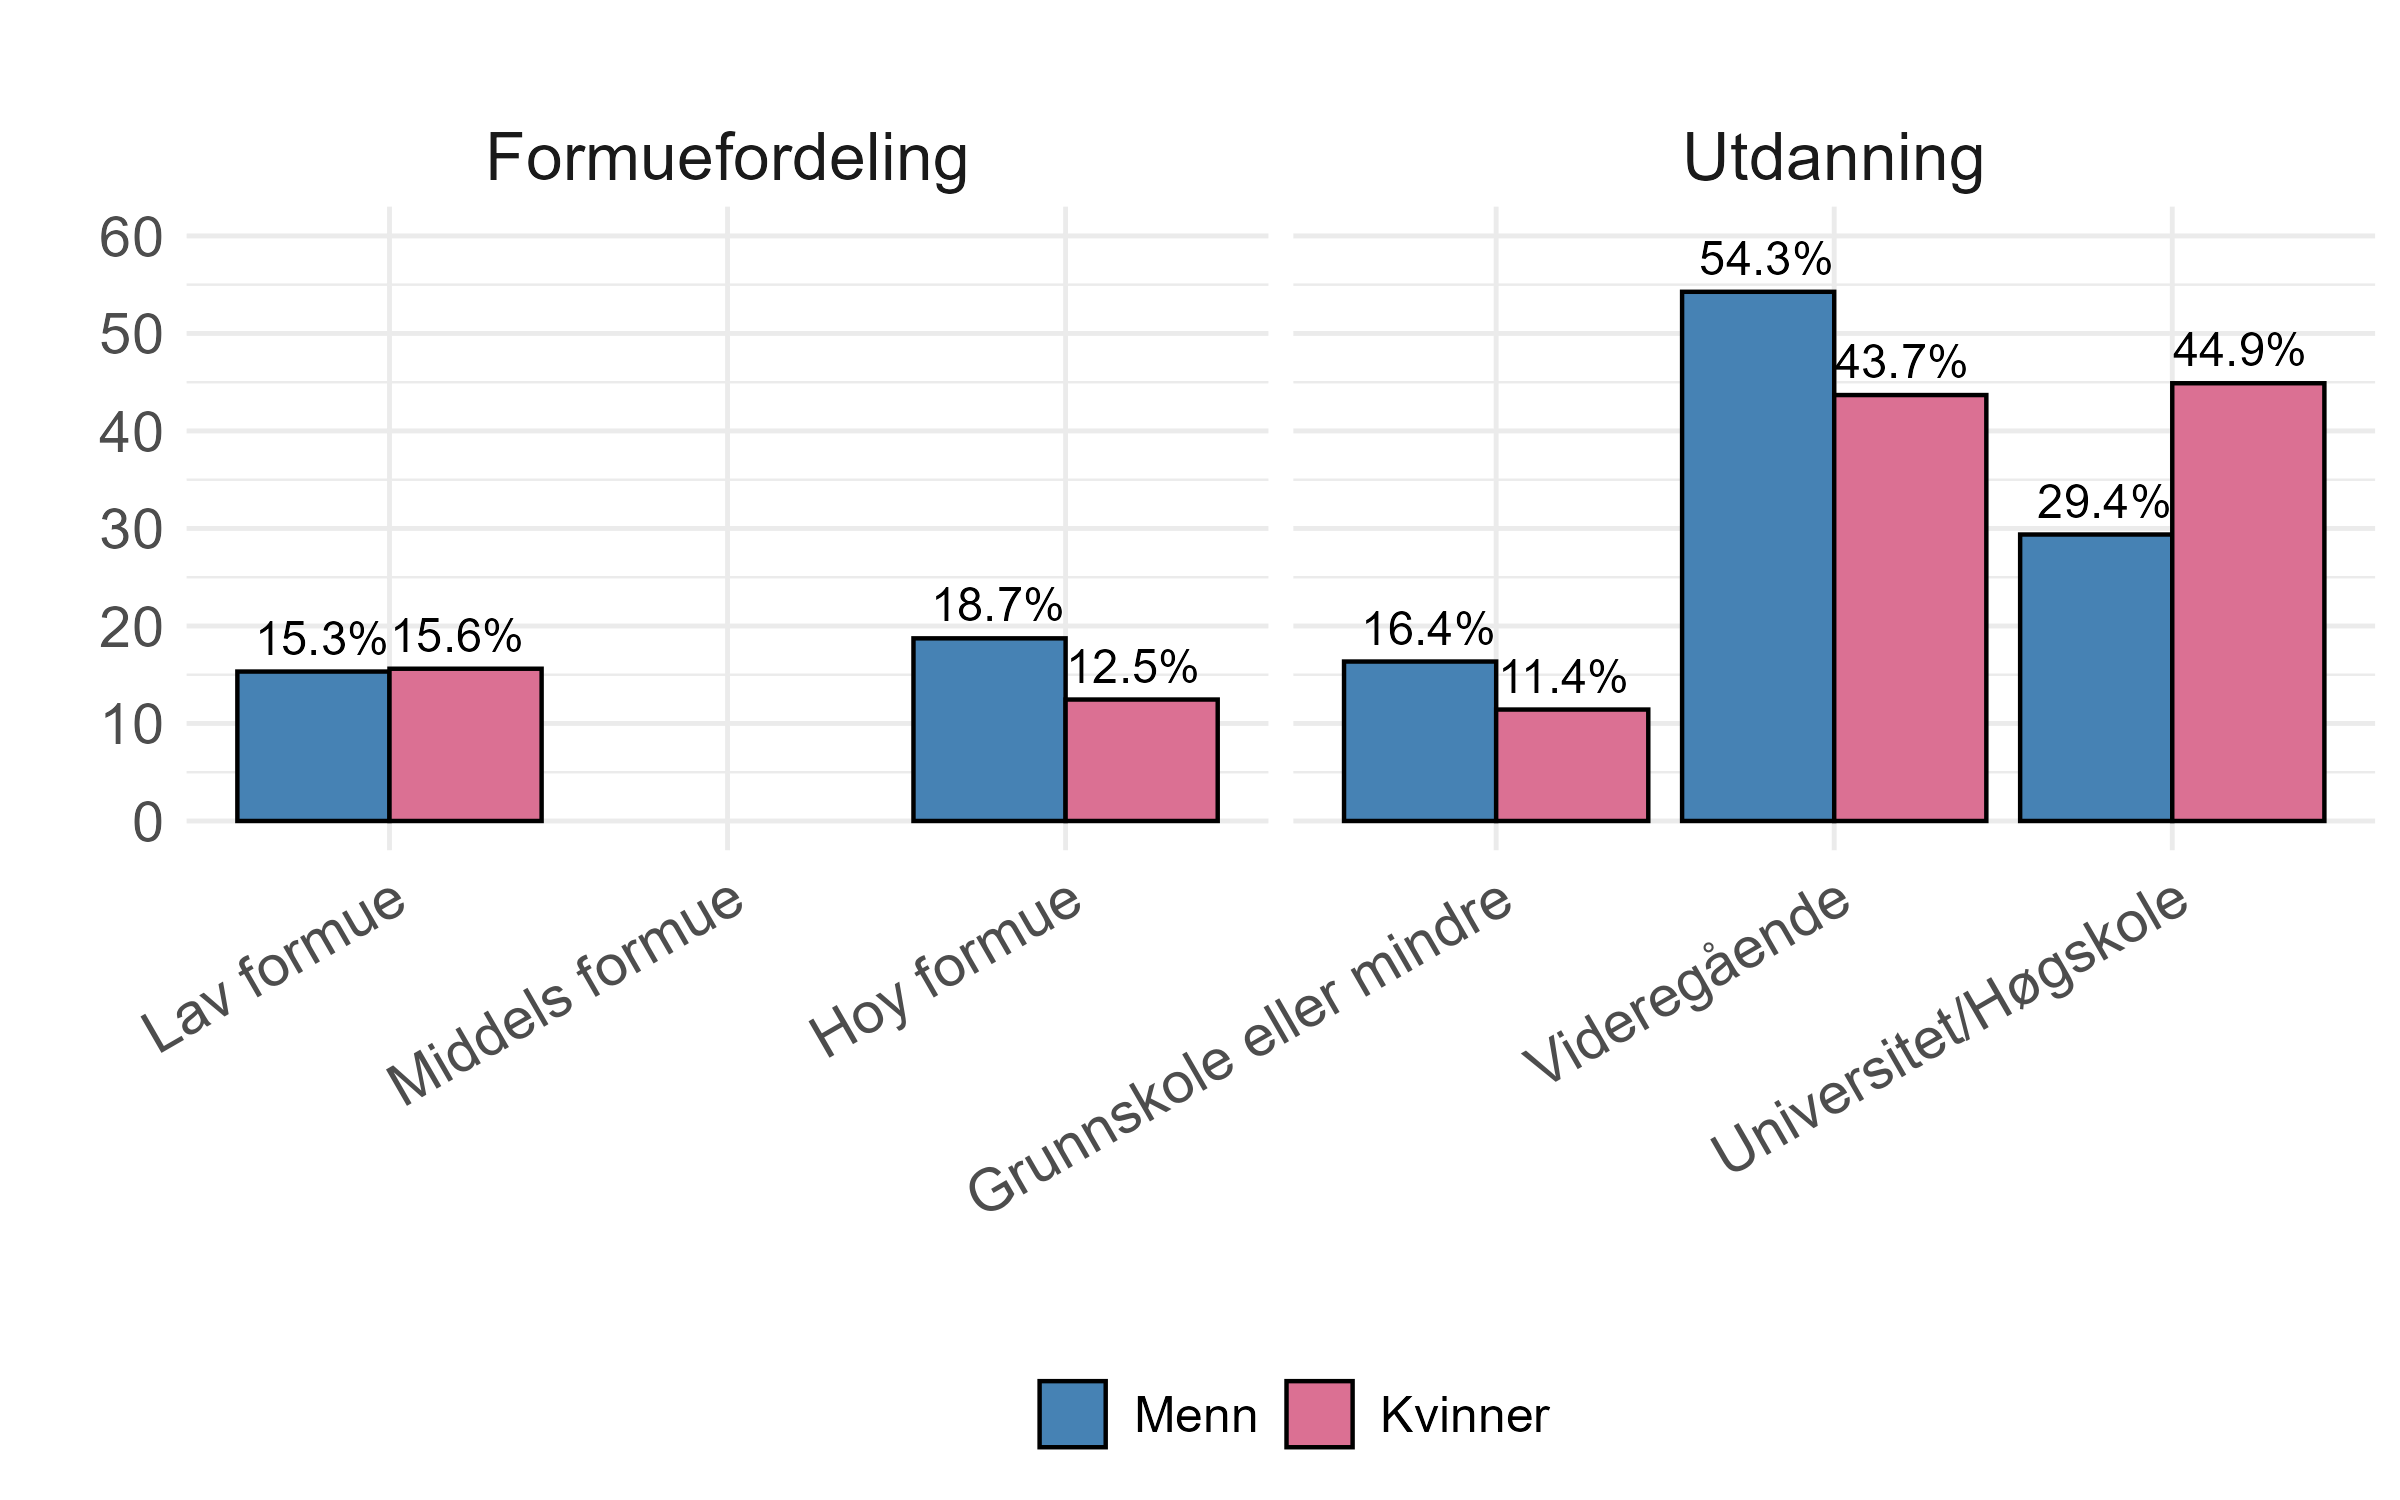 Formuefordeling
Utdanning
60
50
40
30
20
10
0
15.3%
15.6%
18.7%
12.5%
16.4%
11.4%
54.3%
43.7%
29.4%
44.9%
Lav formue
Middels formue
Hoy formue
Grunnskole eller mindre
Videregående
Universitet/Høgskole
Menn
Kvinner